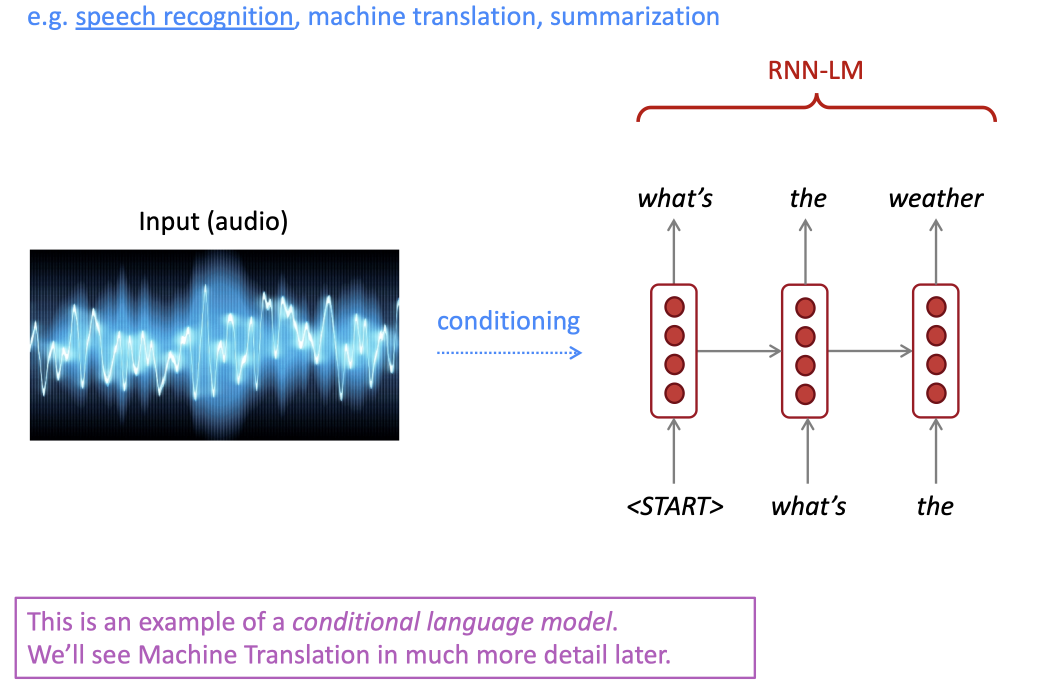 e.g. speech recognition, machine translation, summarization
RNN-LM
what’s the weather
Input (audio)
conditioning
<START> what’s the
This is an example of a conditional language model.
We’ll see Machine Translation in much more detail later.